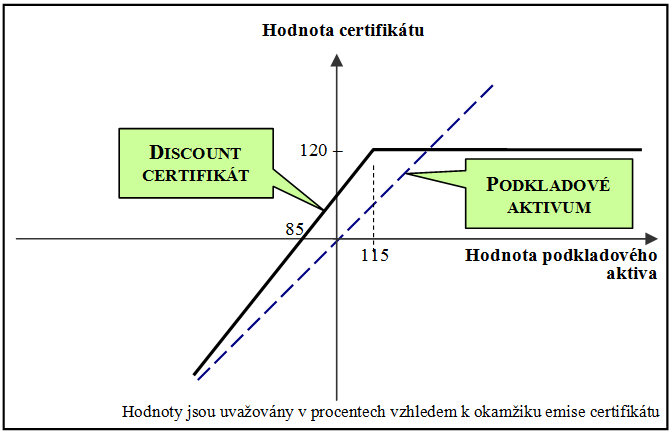 Hodnota certifikátu
DISCOUNT
CERTIFIKÁT
120
PODKLADOVÉ
AKTIVUM
85
115
Hodnota podkladového
aktiva
Hodnoty jsou uvažovány v procentech vzhledem k okamžiku emise certifikátu